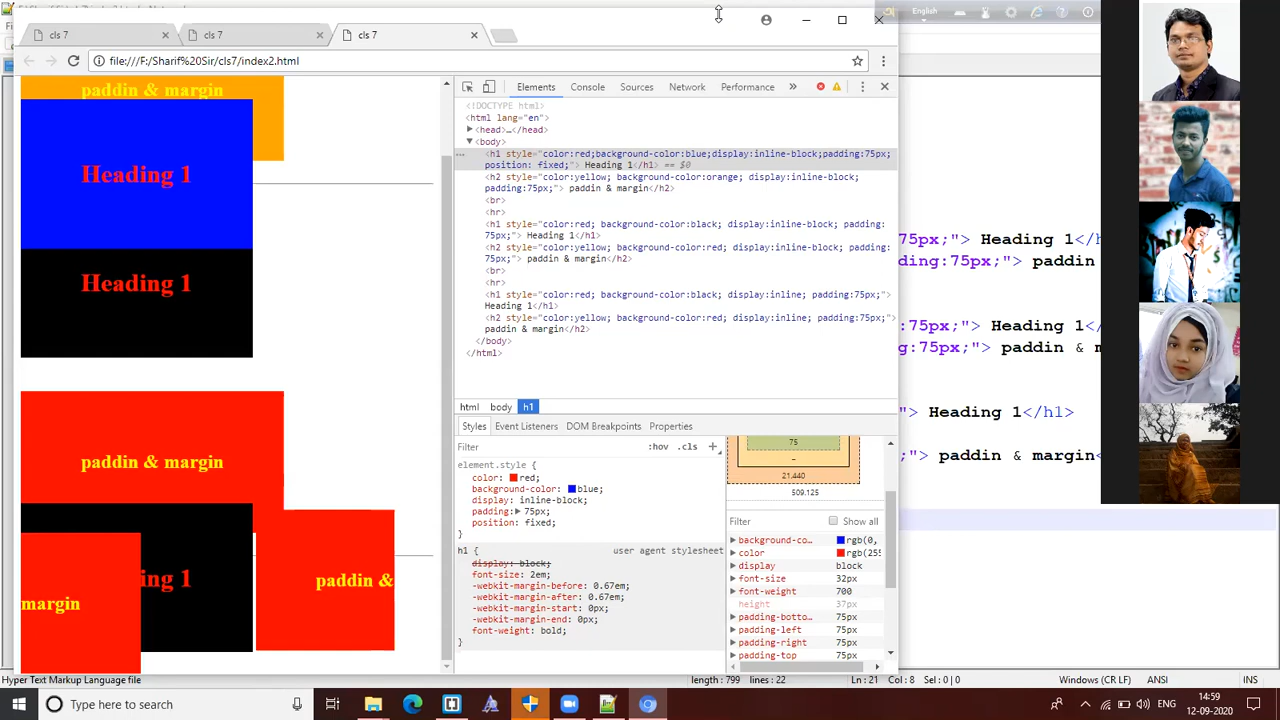 English
cls 7
cls 7
cls 7
file:///F:/Sharif%20Sir/cls7/index2.html
paddin & margin
Heading 1
Heading 1
paddin & margin
ing 1
paddin &
margin
Elements Console Sources Network Performance
<!DOCTYPE html>
<html lang="en">
<head>…</head>
<body>
<h1 style="color:red;background-color:blue;display:inline-block;padding:75px;
position: fixed;"> Heading 1</h1> == $0
<h2 style="color:yellow; background-color:orange; display:inline-block;
padding:75px;"> paddin & margin</h2>
<br>
<hr>
<h1 style="color:red; background-color:black; display:inline-block; padding:
75px;"> Heading 1</h1>
<h2 style="color:yellow; background-color:red; display:inline-block; padding:
75px;"> paddin & margin</h2>
<br>
<hr>
<h1 style="color:red; background-color:black; display:inline; padding:75px;">
Heading 1</h1>
<h2 style="color:yellow; background-color:red; display:inline; padding:75px;">
paddin & margin</h2>
</body>
</html>
html body h1
Styles Event Listeners DOM Breakpoints Properties
Filter :hov .cls +
element.style {
color: red;
background-color: blue;
display: inline-block;
padding: 75px;
position: fixed;
}
h1 { user agent stylesheet
display: block;
font-size: 2em;
-webkit-margin-before: 0.67em;
-webkit-margin-after: 0.67em;
-webkit-margin-start: 0px;
-webkit-margin-end: 0px;
font-weight: bold;
}
75
–
21.440
509.125
Filter Show all
background-co… rgb(0,
color rgb(255
display block
font-size 32px
font-weight 700
height 37px
padding-botto… 75px
padding-left 75px
padding-right 75px
padding-top 75px
75px;"> Heading 1</h
ding:75px;"> paddin
75px;"> Heading 1</
g:75px;"> paddin & m
"> Heading 1</h1>
;"> paddin & margin<
Hyper Text Markup Language file length : 799 lines : 22 Ln : 21 Col : 8 Sel : 0 | 0 Windows (CR LF) ANSI INS
Type here to search
ENG
14:59
12-09-2020